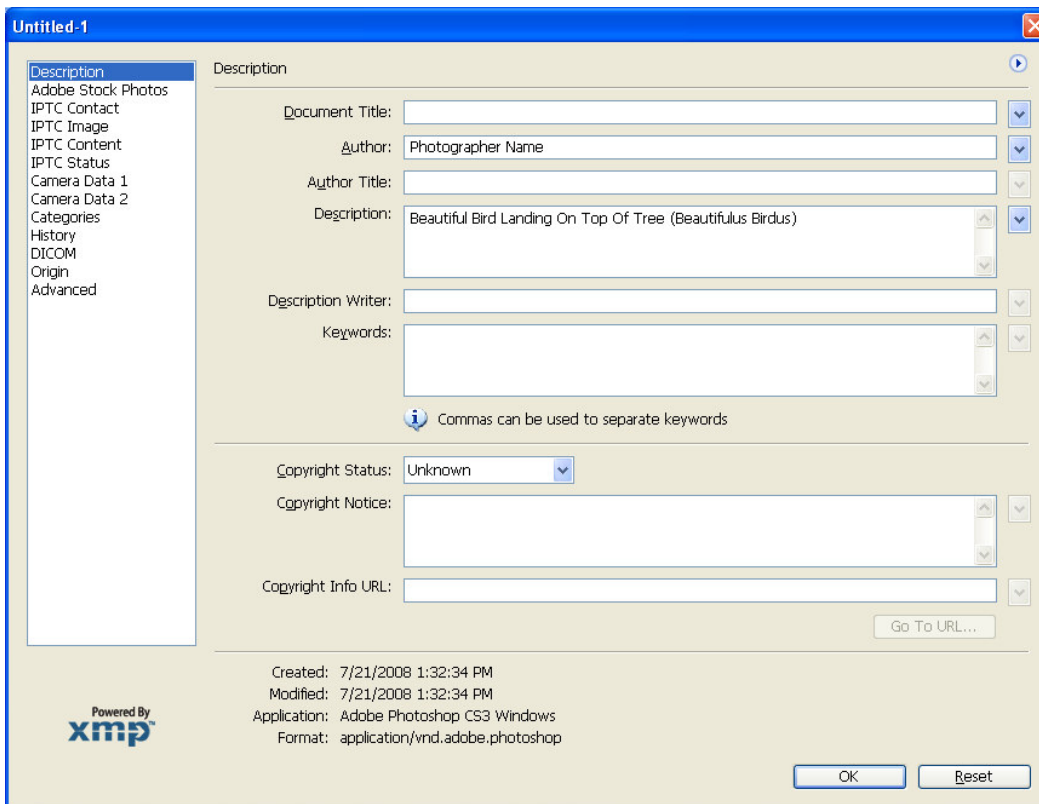 Untitled-1
Description
Adobe Stock Photos
IPTC Contact
IPTC Image
IPTC Content
IPTC Status
Camera Data 1
Camera Data 2
Categories
History
DICOM
Origin
Advanced
Description
Document Title:
Author: Photographer Name
Author Title:
Description: Beautiful Bird Landing On Top Of Tree (Beautifulus Birdus)
Description Writer:
Keywords:
Commas can be used to separate keywords
Copyright Status: Unknown
Copyright Notice:
Copyright Info URL:
Go To URL...
Created: 7/21/2008 1:32:34 PM
Modified: 7/21/2008 1:32:34 PM
Application: Adobe Photoshop CS3 Windows
Format: application/vnd.adobe.photoshop
Powered By
xmp™
OK
Reset